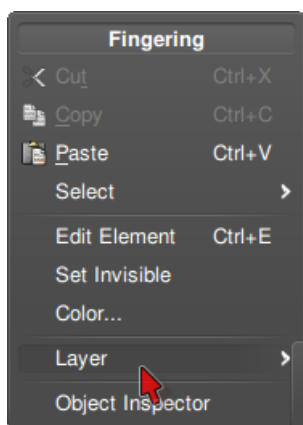 Fingering
Cut Ctrl+X
Copy Ctrl+C
Paste Ctrl+V
Select
Edit Element Ctrl+E
Set Invisible
Color...
Layer
Object Inspector